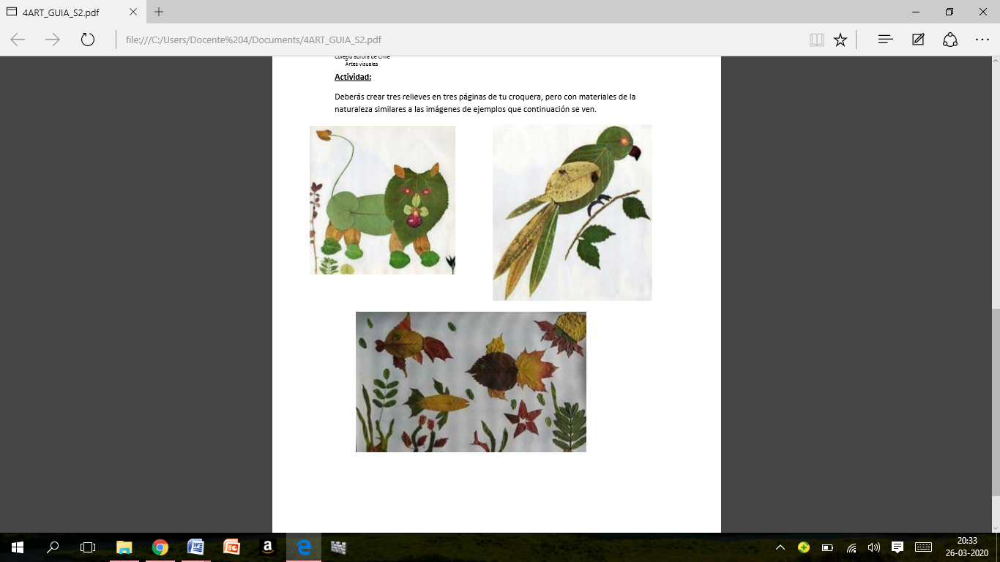 4ART_GUIA_S2.pdf
file:///C:/Users/Docente%204/Documents/4ART_GUIA_S2.pdf
Colegio aurora de Chile
Artes visuales
Actividad:
Deberás crear tres relieves en tres páginas de tu croquera, pero con materiales de la
naturaleza similares a las imágenes de ejemplos que continuación se ven.
20:33
26-03-2020